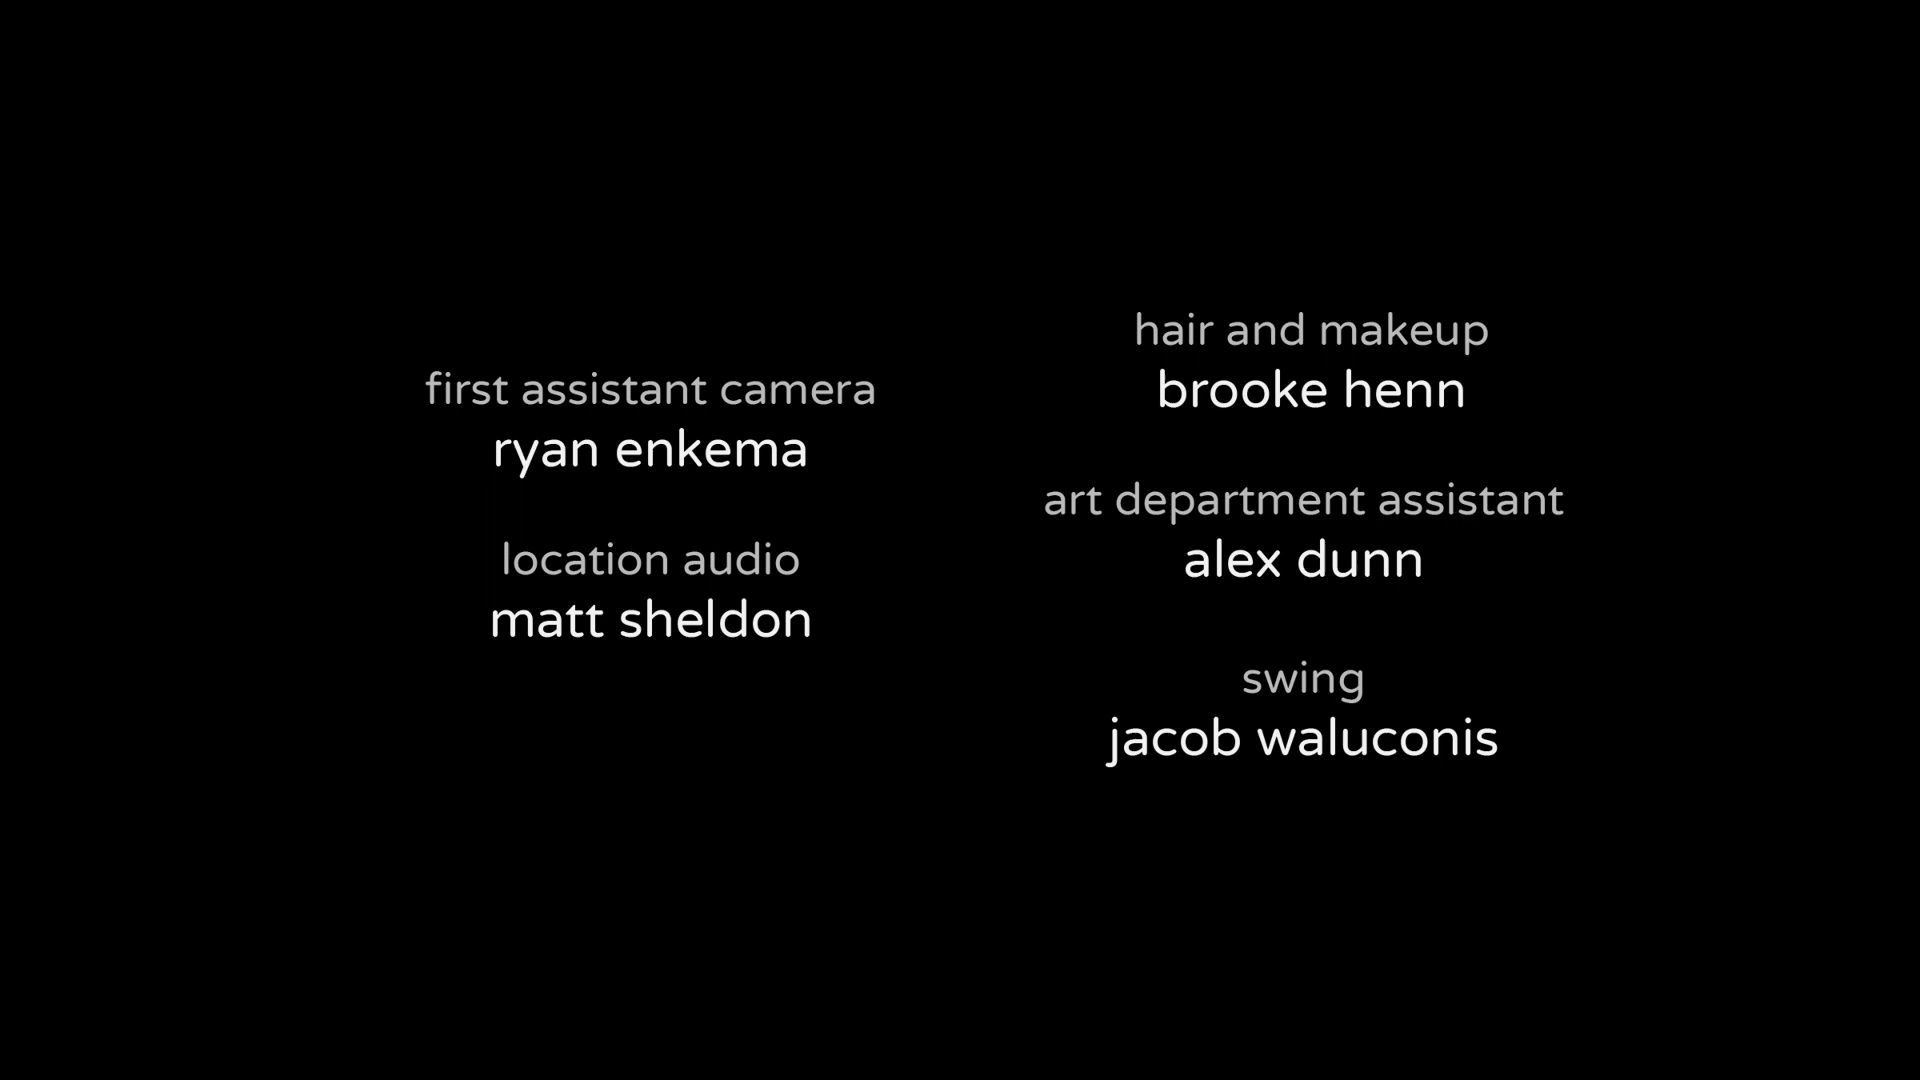 first assistant camera
ryan enkema
location audio
matt sheldon
hair and makeup
brooke henn
art department assistant
alex dunn
swing
jacob waluconis